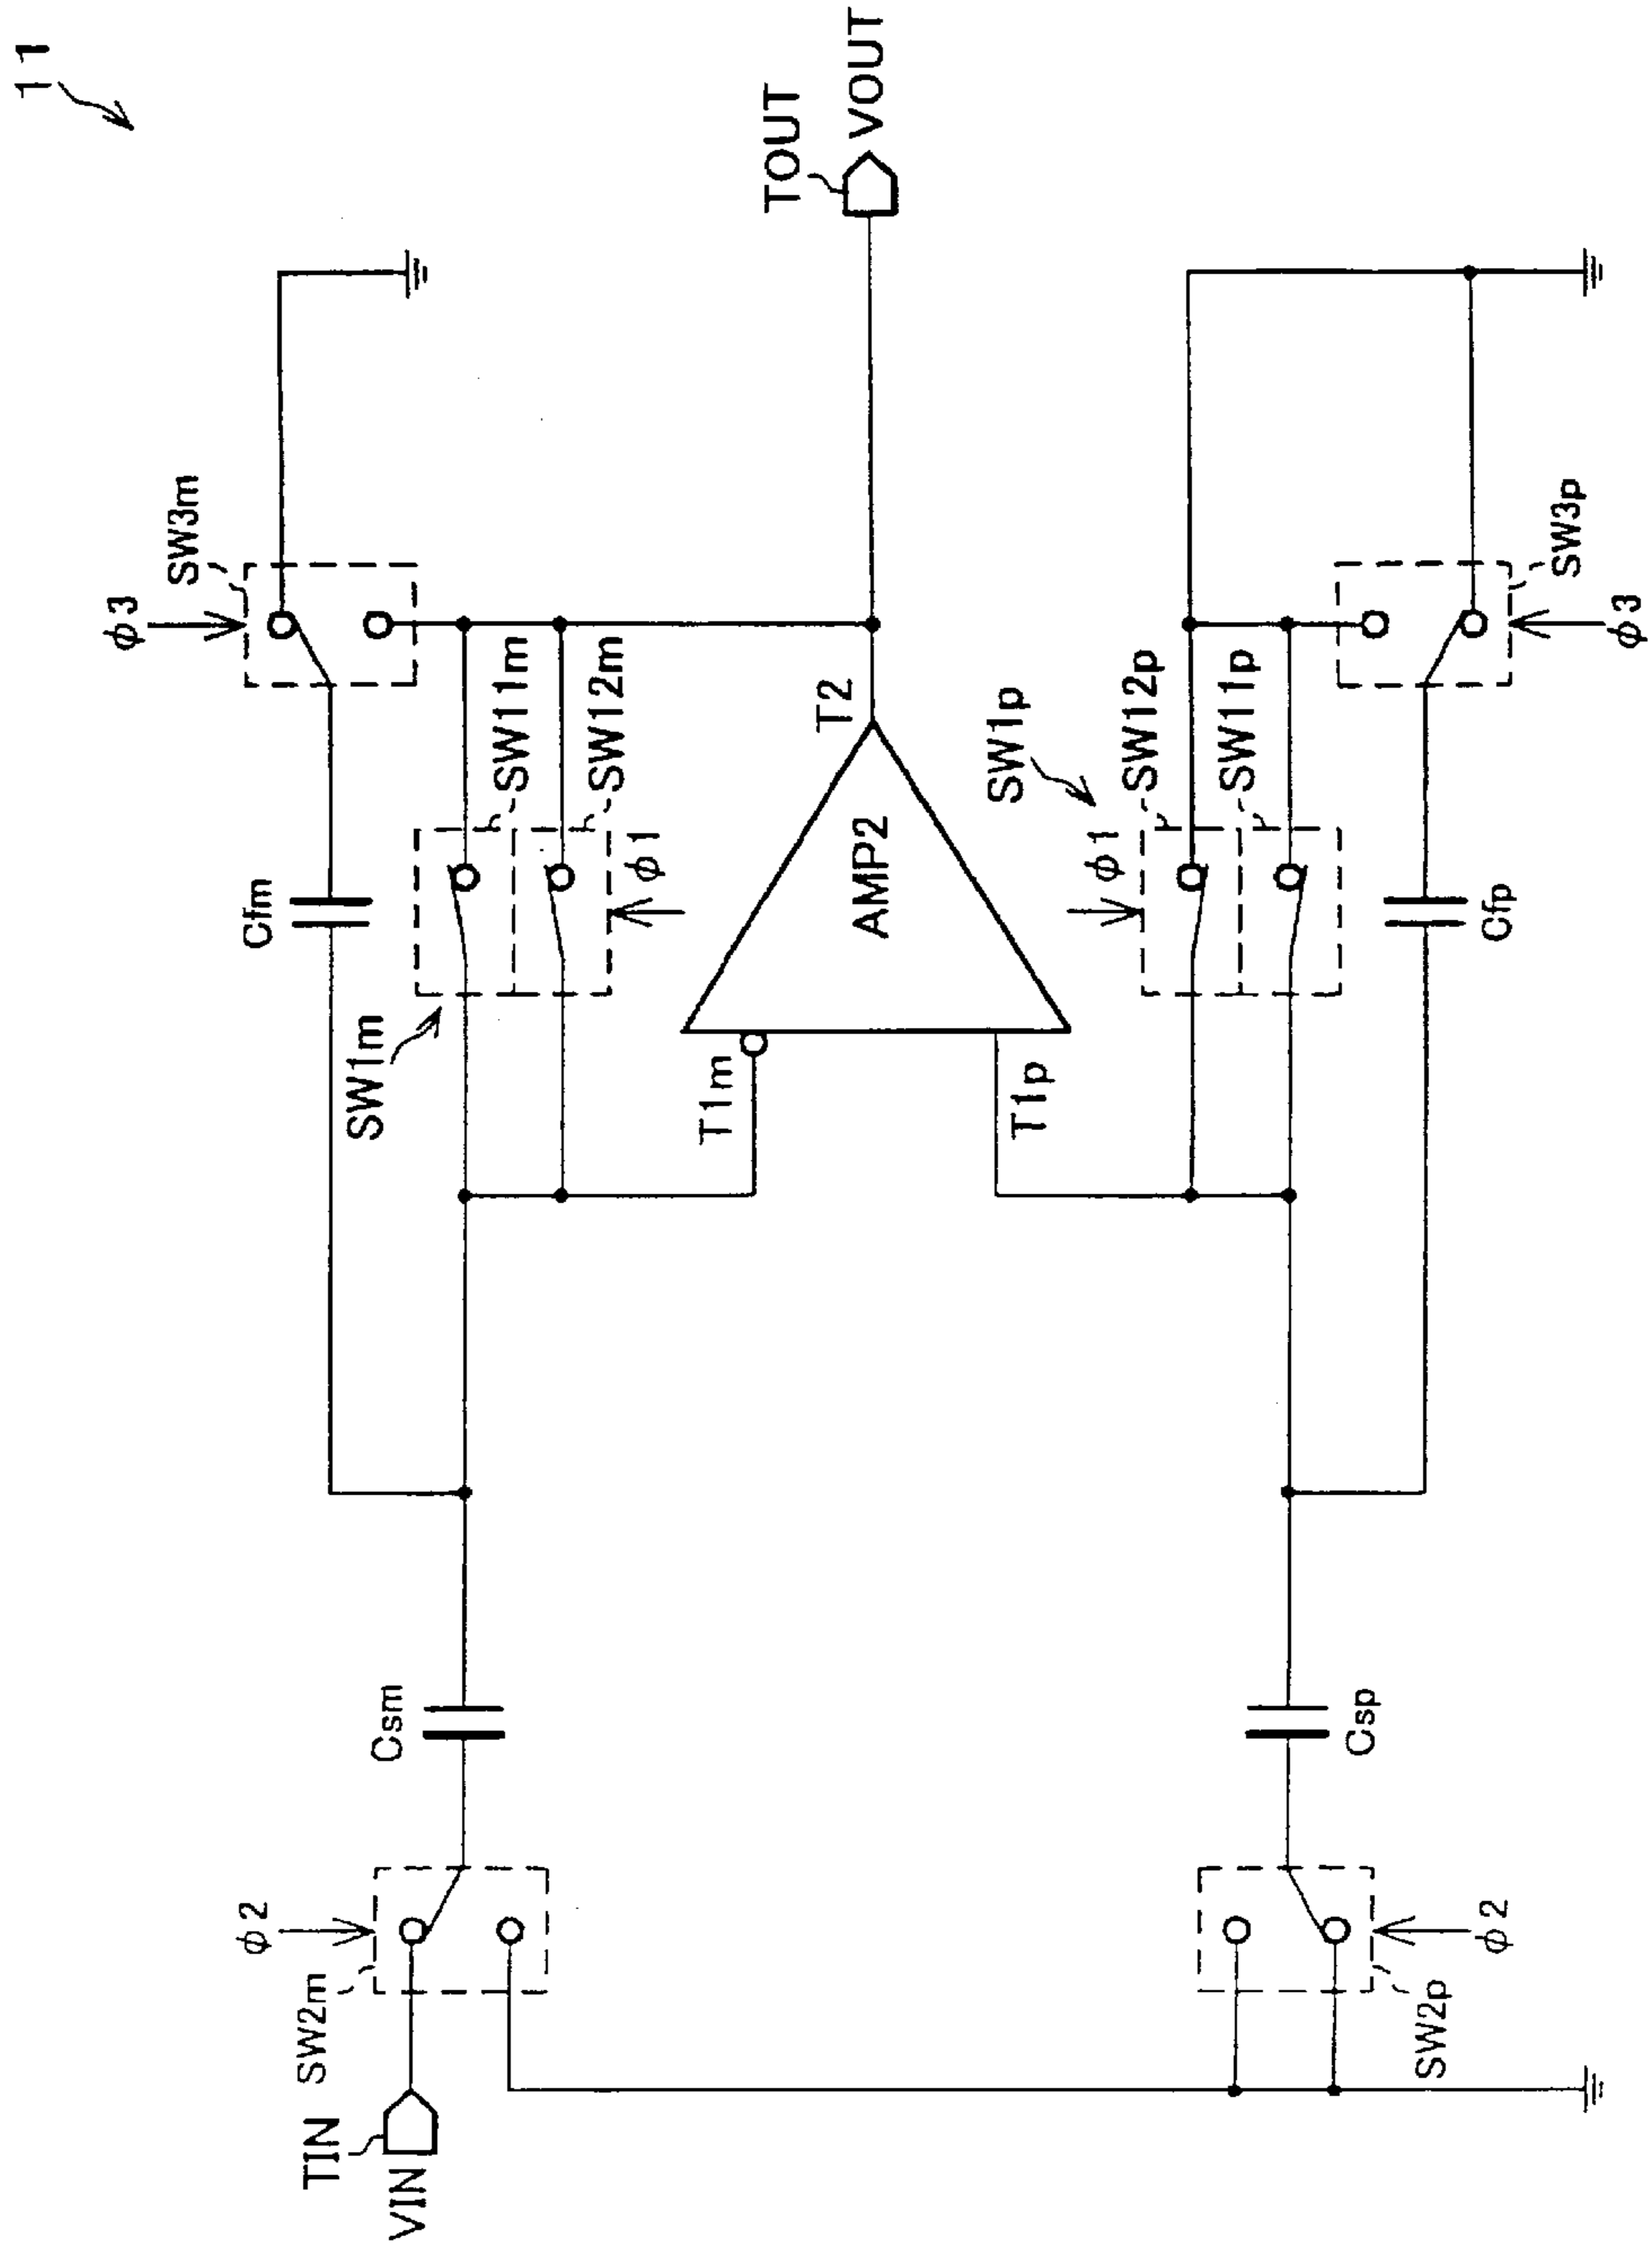 11
φ3
SW3m
Cfm
SW11m
SW12m
SW1m
φ1
TOUT
VOUT
T2
T1m
AMP2
T1p
Csm
φ2
SW2m
TIN
VIN
SW1p
φ1
SW12p
SW11p
Cfp
SW3p
φ3
Csp
φ2
SW2p